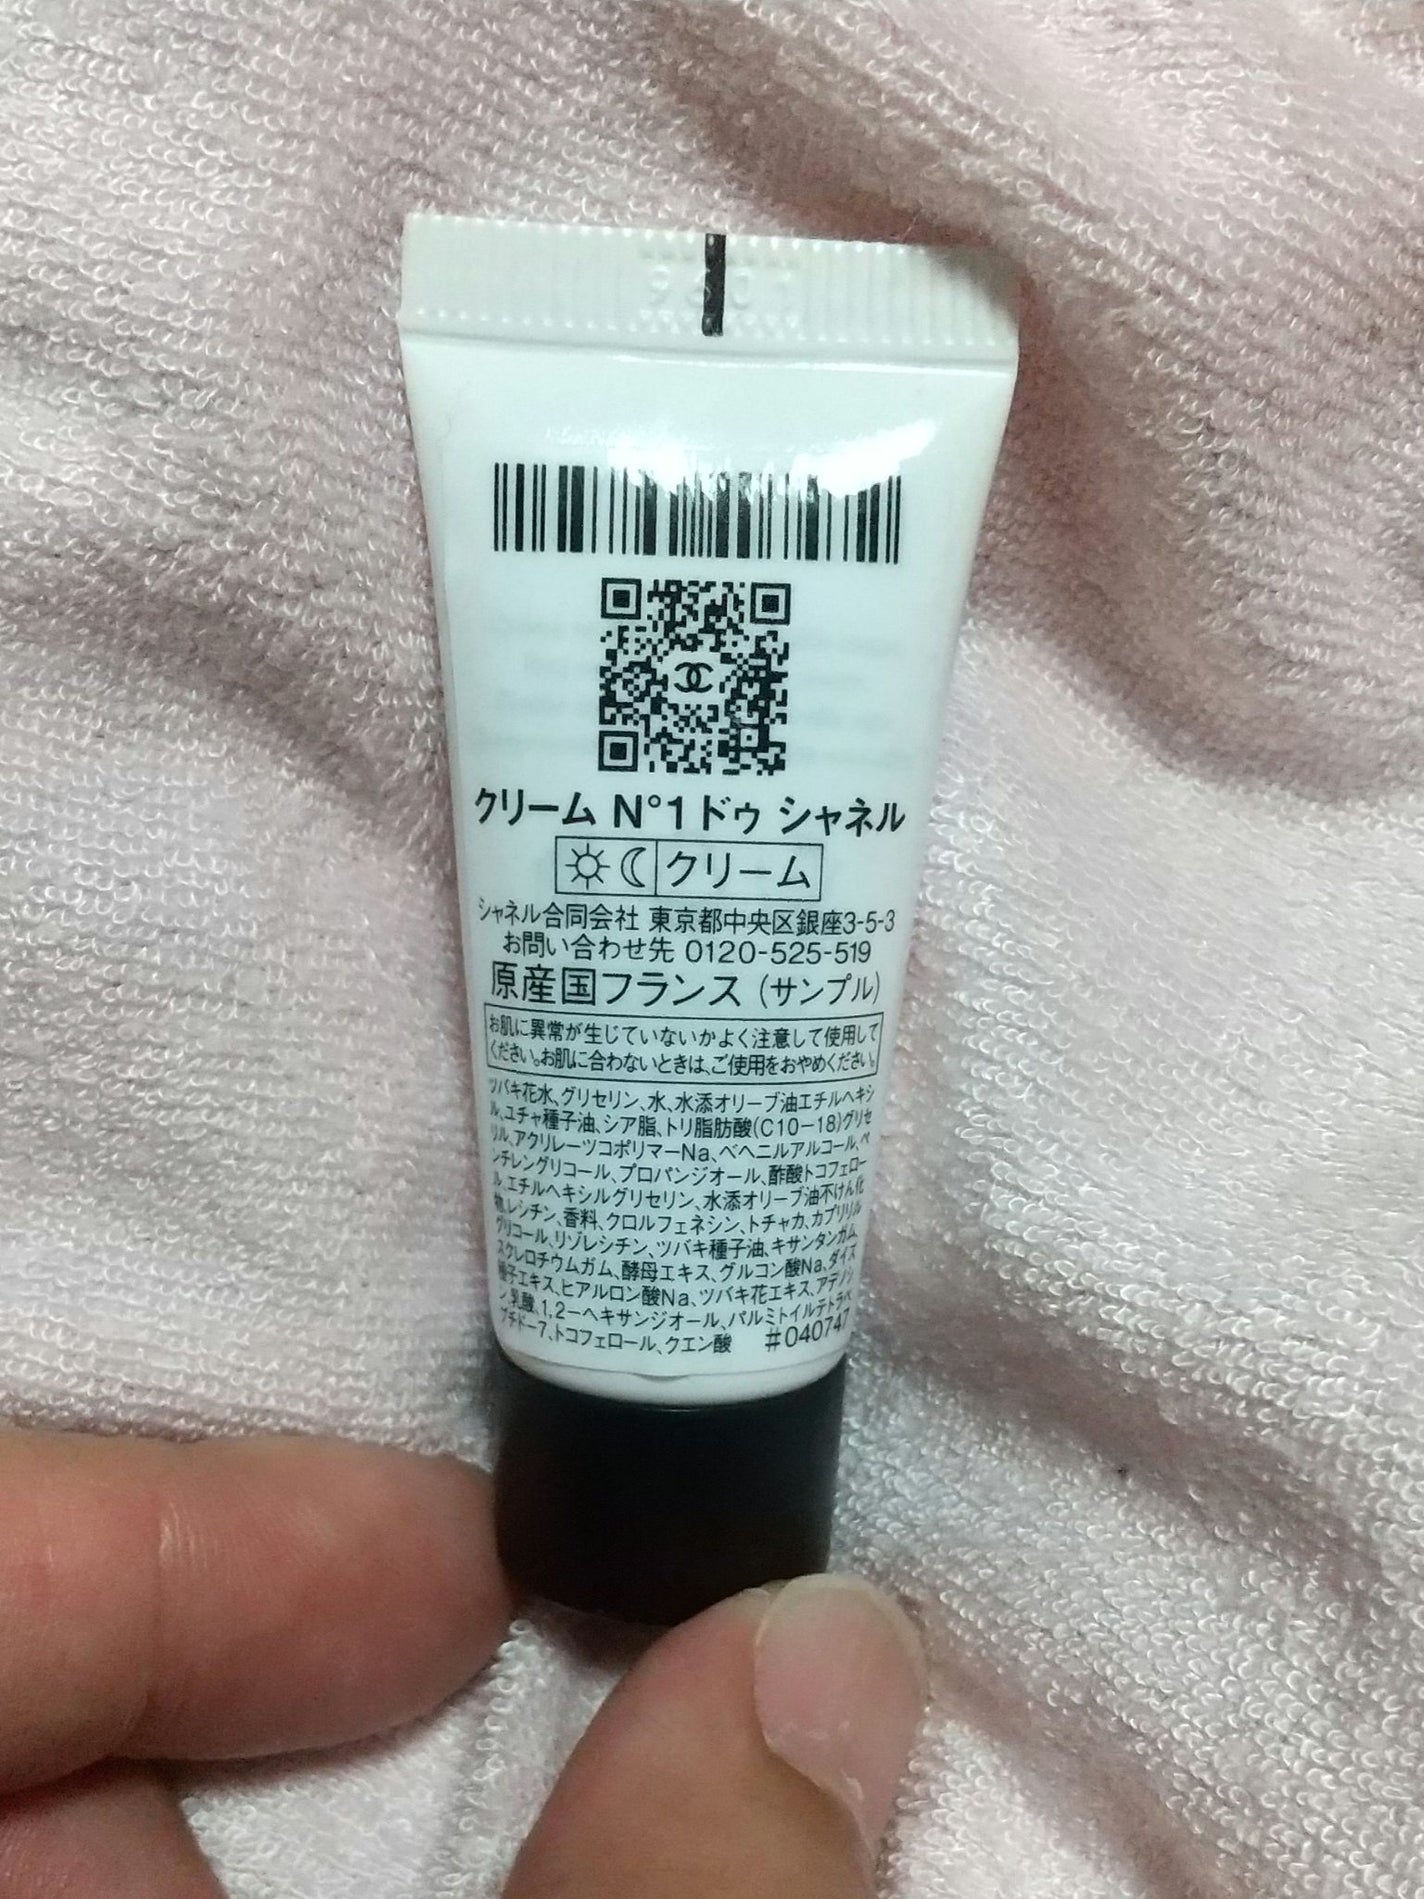 クリーム N°1 ドゥ シャネル
クリーム
シャネル合同会社 東京都中央区銀座3-5-3
お問い合わせ先 0120-525-519
原産国フランス (サンプル)
お肌に異常が生じていないかよく注意して使用して
ください。お肌に合わないときは、ご使用をおやめください。
ツバキ花水、グリセリン、水、水添オリーブ油エチルヘキシ
ル、ユチャ種子油、シア脂、トリ脂肪酸(C10-18)グリセ
リル、アクリレーツコポリマーNa、ベヘニルアルコール、ペ
ンチレングリコール、プロパンジオール、酢酸トコフェロー
ル、エチルヘキシルグリセリン、水添オリーブ油不けん化
物、レシチン、香料、クロルフェネシン、トチャカ、カプリリル
グリコール、リゾレシチン、ツバキ種子油、キサンタンガム、
スクレロチウムガム、酵母エキス、グルコン酸Na、ダイズ
種子エキス、ヒアルロン酸Na、ツバキ花エキス、アデノシ
ン、乳酸、1,2-ヘキサンジオール、パルミトイルテトラペ
プチド-7、トコフェロール、クエン酸 #040747